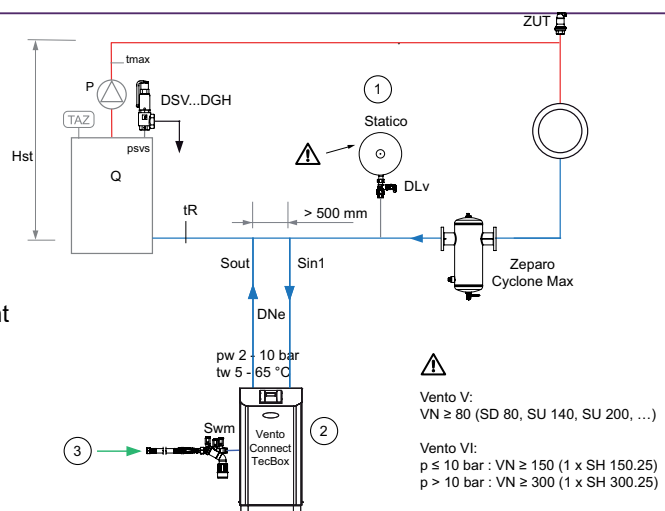 ZUT
tmax
P
DSV...DGH
1
TAZ
Statico
psvs
Hst
Q
DLv
tR
> 500 mm
Sout
Sin1
Zeparo
Cyclone Max
DNe
pw 2 - 10 bar
tw 5 - 65 °C
Swm
Vento
Connect
TecBox
2
3
Vento V:
VN ≥ 80 (SD 80, SU 140, SU 200, …)
Vento VI:
p ≤ 10 bar : VN ≥ 150 (1 x SH 150.25)
p > 10 bar : VN ≥ 300 (1 x SH 300.25)